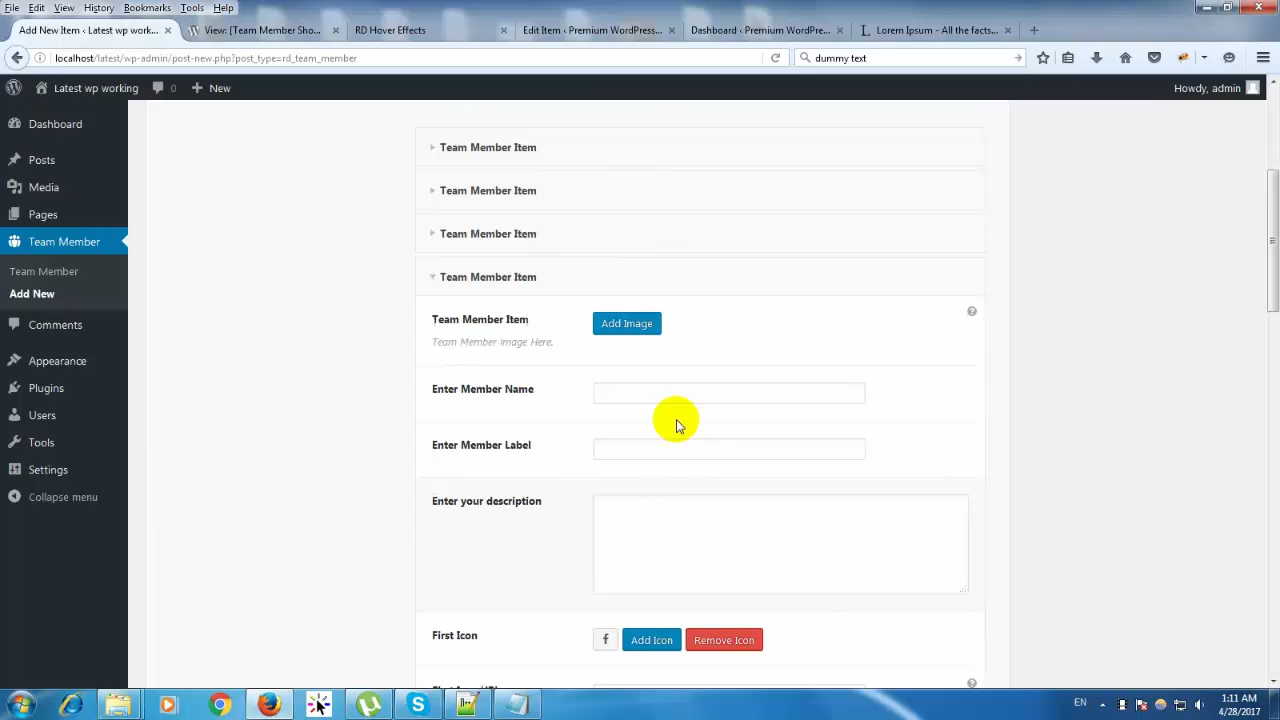 File Edit View History Bookmarks Tools Help
Add New Item ‹ Latest wp work... × View: [Team Member Sho... × RD Hover Effects × Edit Item ‹ Premium WordPress... × Dashboard ‹ Premium WordPre... × Lorem Ipsum - All the facts... ×
localhost/latest/wp-admin/post-new.php?post_type=rd_team_member dummy text
Latest wp working 0 New Howdy, admin
Dashboard
Posts
Media
Pages
Team Member
Team Member
Add New
Comments
Appearance
Plugins
Users
Tools
Settings
Collapse menu
Team Member Item
Team Member Item
Team Member Item
Team Member Item
Team Member Item Add Image
Team Member Image Here.
Enter Member Name
Enter Member Label
Enter your description
First Icon Add Icon Remove Icon
EN 1:11 AM
4/28/2017